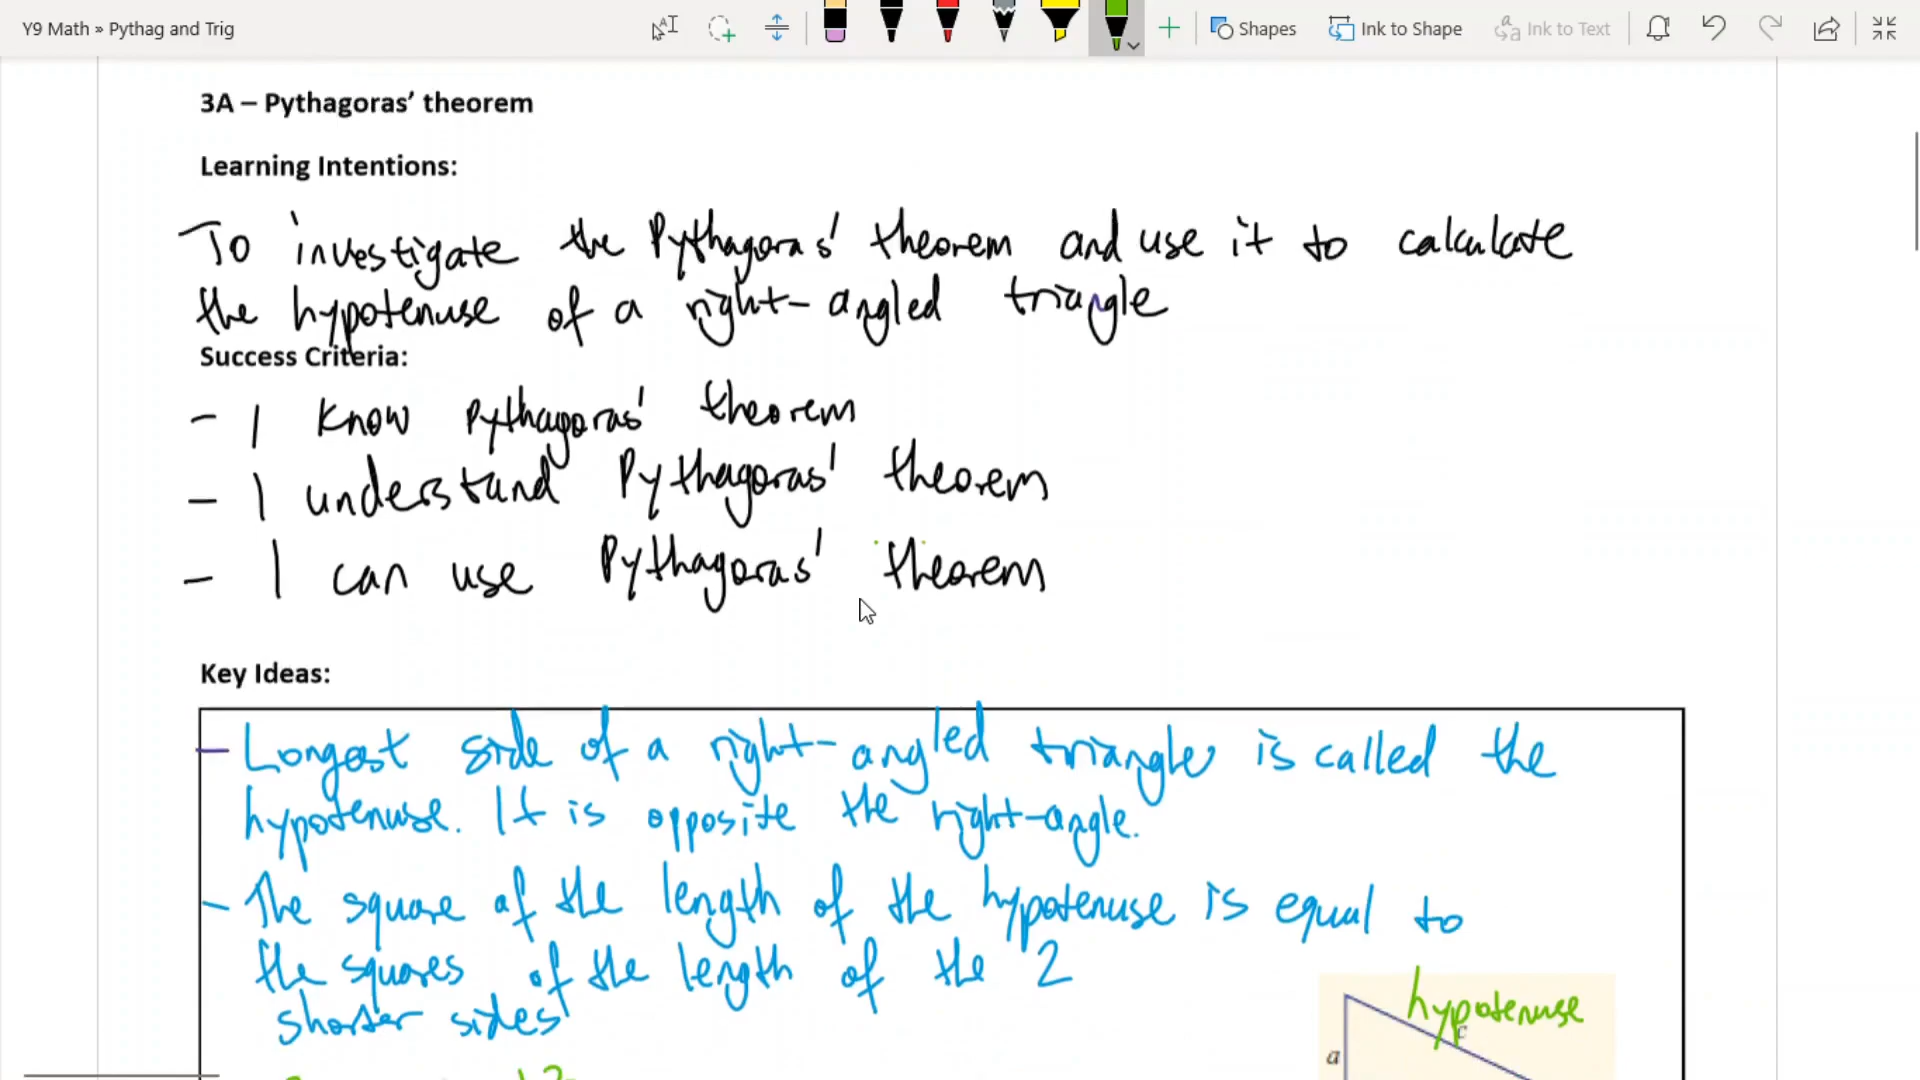 Y9 Math » Pythag and Trig
Shapes
Ink to Shape
Ink to Text
3A – Pythagoras’ theorem
Learning Intentions:
To investigate the Pythagoras' theorem and use it to calculate
the hypotenuse of a right-angled triangle
Success Criteria:
- I know Pythagoras' theorem
- I understand Pythagoras' theorem
- I can use Pythagoras' theorem
Key Ideas:
- Longest side of a right-angled triangle is called the
hypotenuse. It is opposite the right-angle.
- The square of the length of the hypotenuse is equal to
the squares of the length of the 2
shorter sides
hypotenuse
c
a